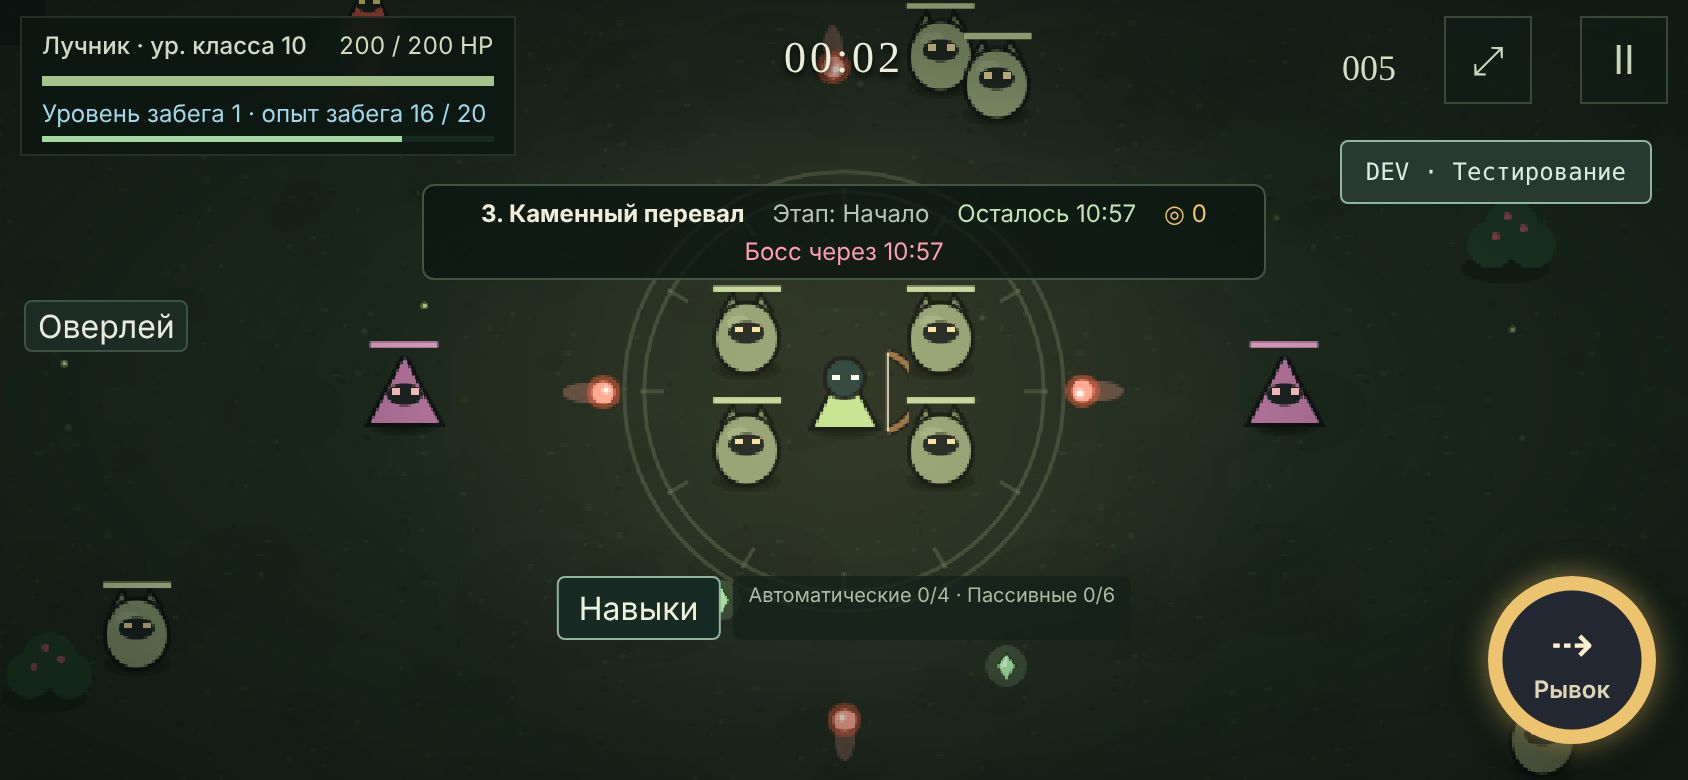 Лучник · ур. класса 10 200 / 200 HP
Уровень забега 1 · опыт забега 16 / 20
00:02
005
DEV · Тестирование
3. Каменный перевал Этап: Начало Осталось 10:57 ◎ 0
Босс через 10:57
Оверлей
Навыки
Автоматические 0/4 · Пассивные 0/6
Рывок